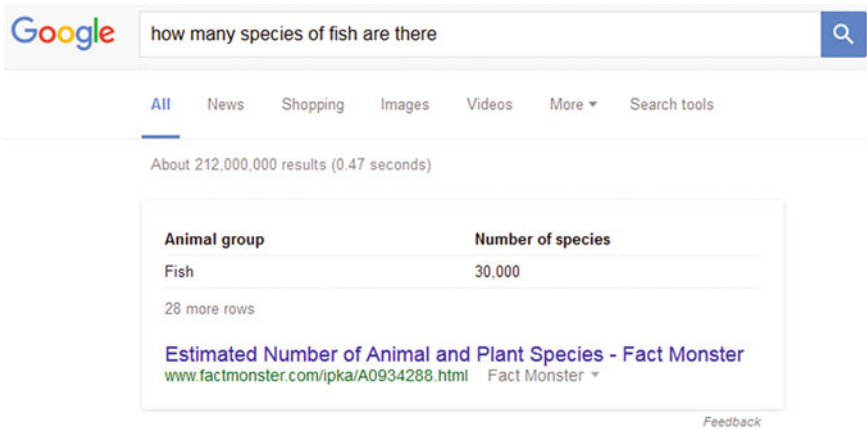 Google how many species of fish are there
All News Shopping Images Videos More Search tools
About 212,000,000 results (0.47 seconds)
Animal group Number of species
Fish 30,000
28 more rows
Estimated Number of Animal and Plant Species - Fact Monster
www.factmonster.com/ipka/A0934288.html Fact Monster
Feedback